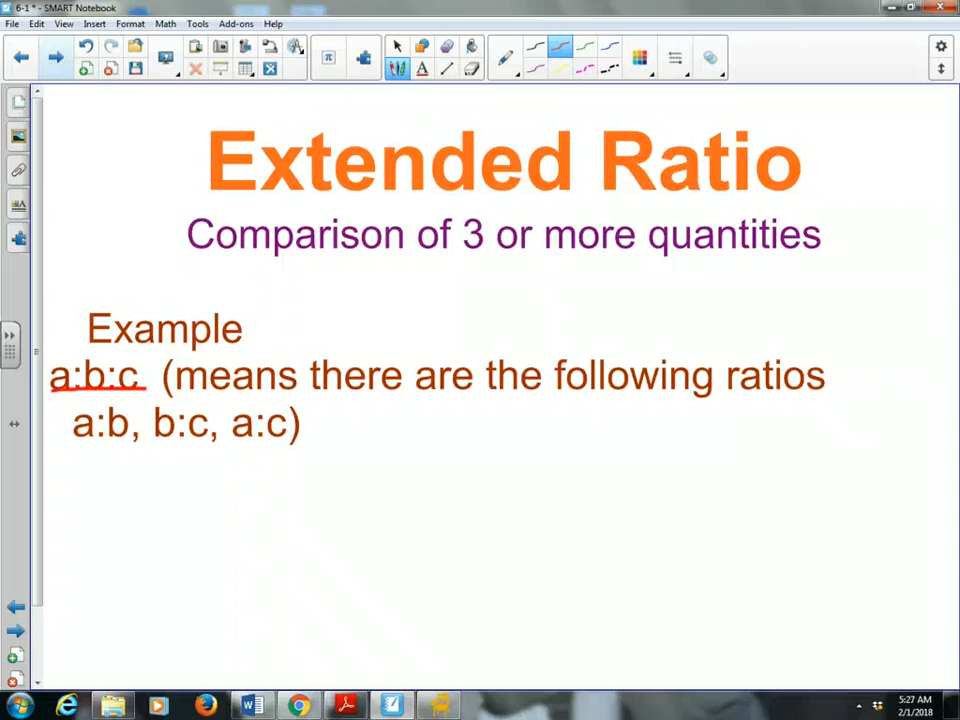 6-1 * - SMART Notebook
File Edit View Insert Format Math Tools Add-ons Help
Extended Ratio
Comparison of 3 or more quantities
Example
a:b:c (means there are the following ratios
a:b, b:c, a:c)
5:27 AM
2/1/2018